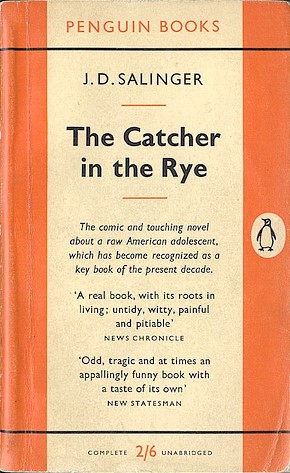 PENGUIN BOOKS
J. D. SALINGER
The Catcher
in the Rye
The comic and touching novel
about a raw American adolescent,
which has become recognized as a
key book of the present decade.
‘A real book, with its roots in
living; untidy, witty, painful
and pitiable’
NEWS CHRONICLE
‘Odd, tragic and at times an
appallingly funny book with
a taste of its own’
NEW STATESMAN
COMPLETE 2/6 UNABRIDGED